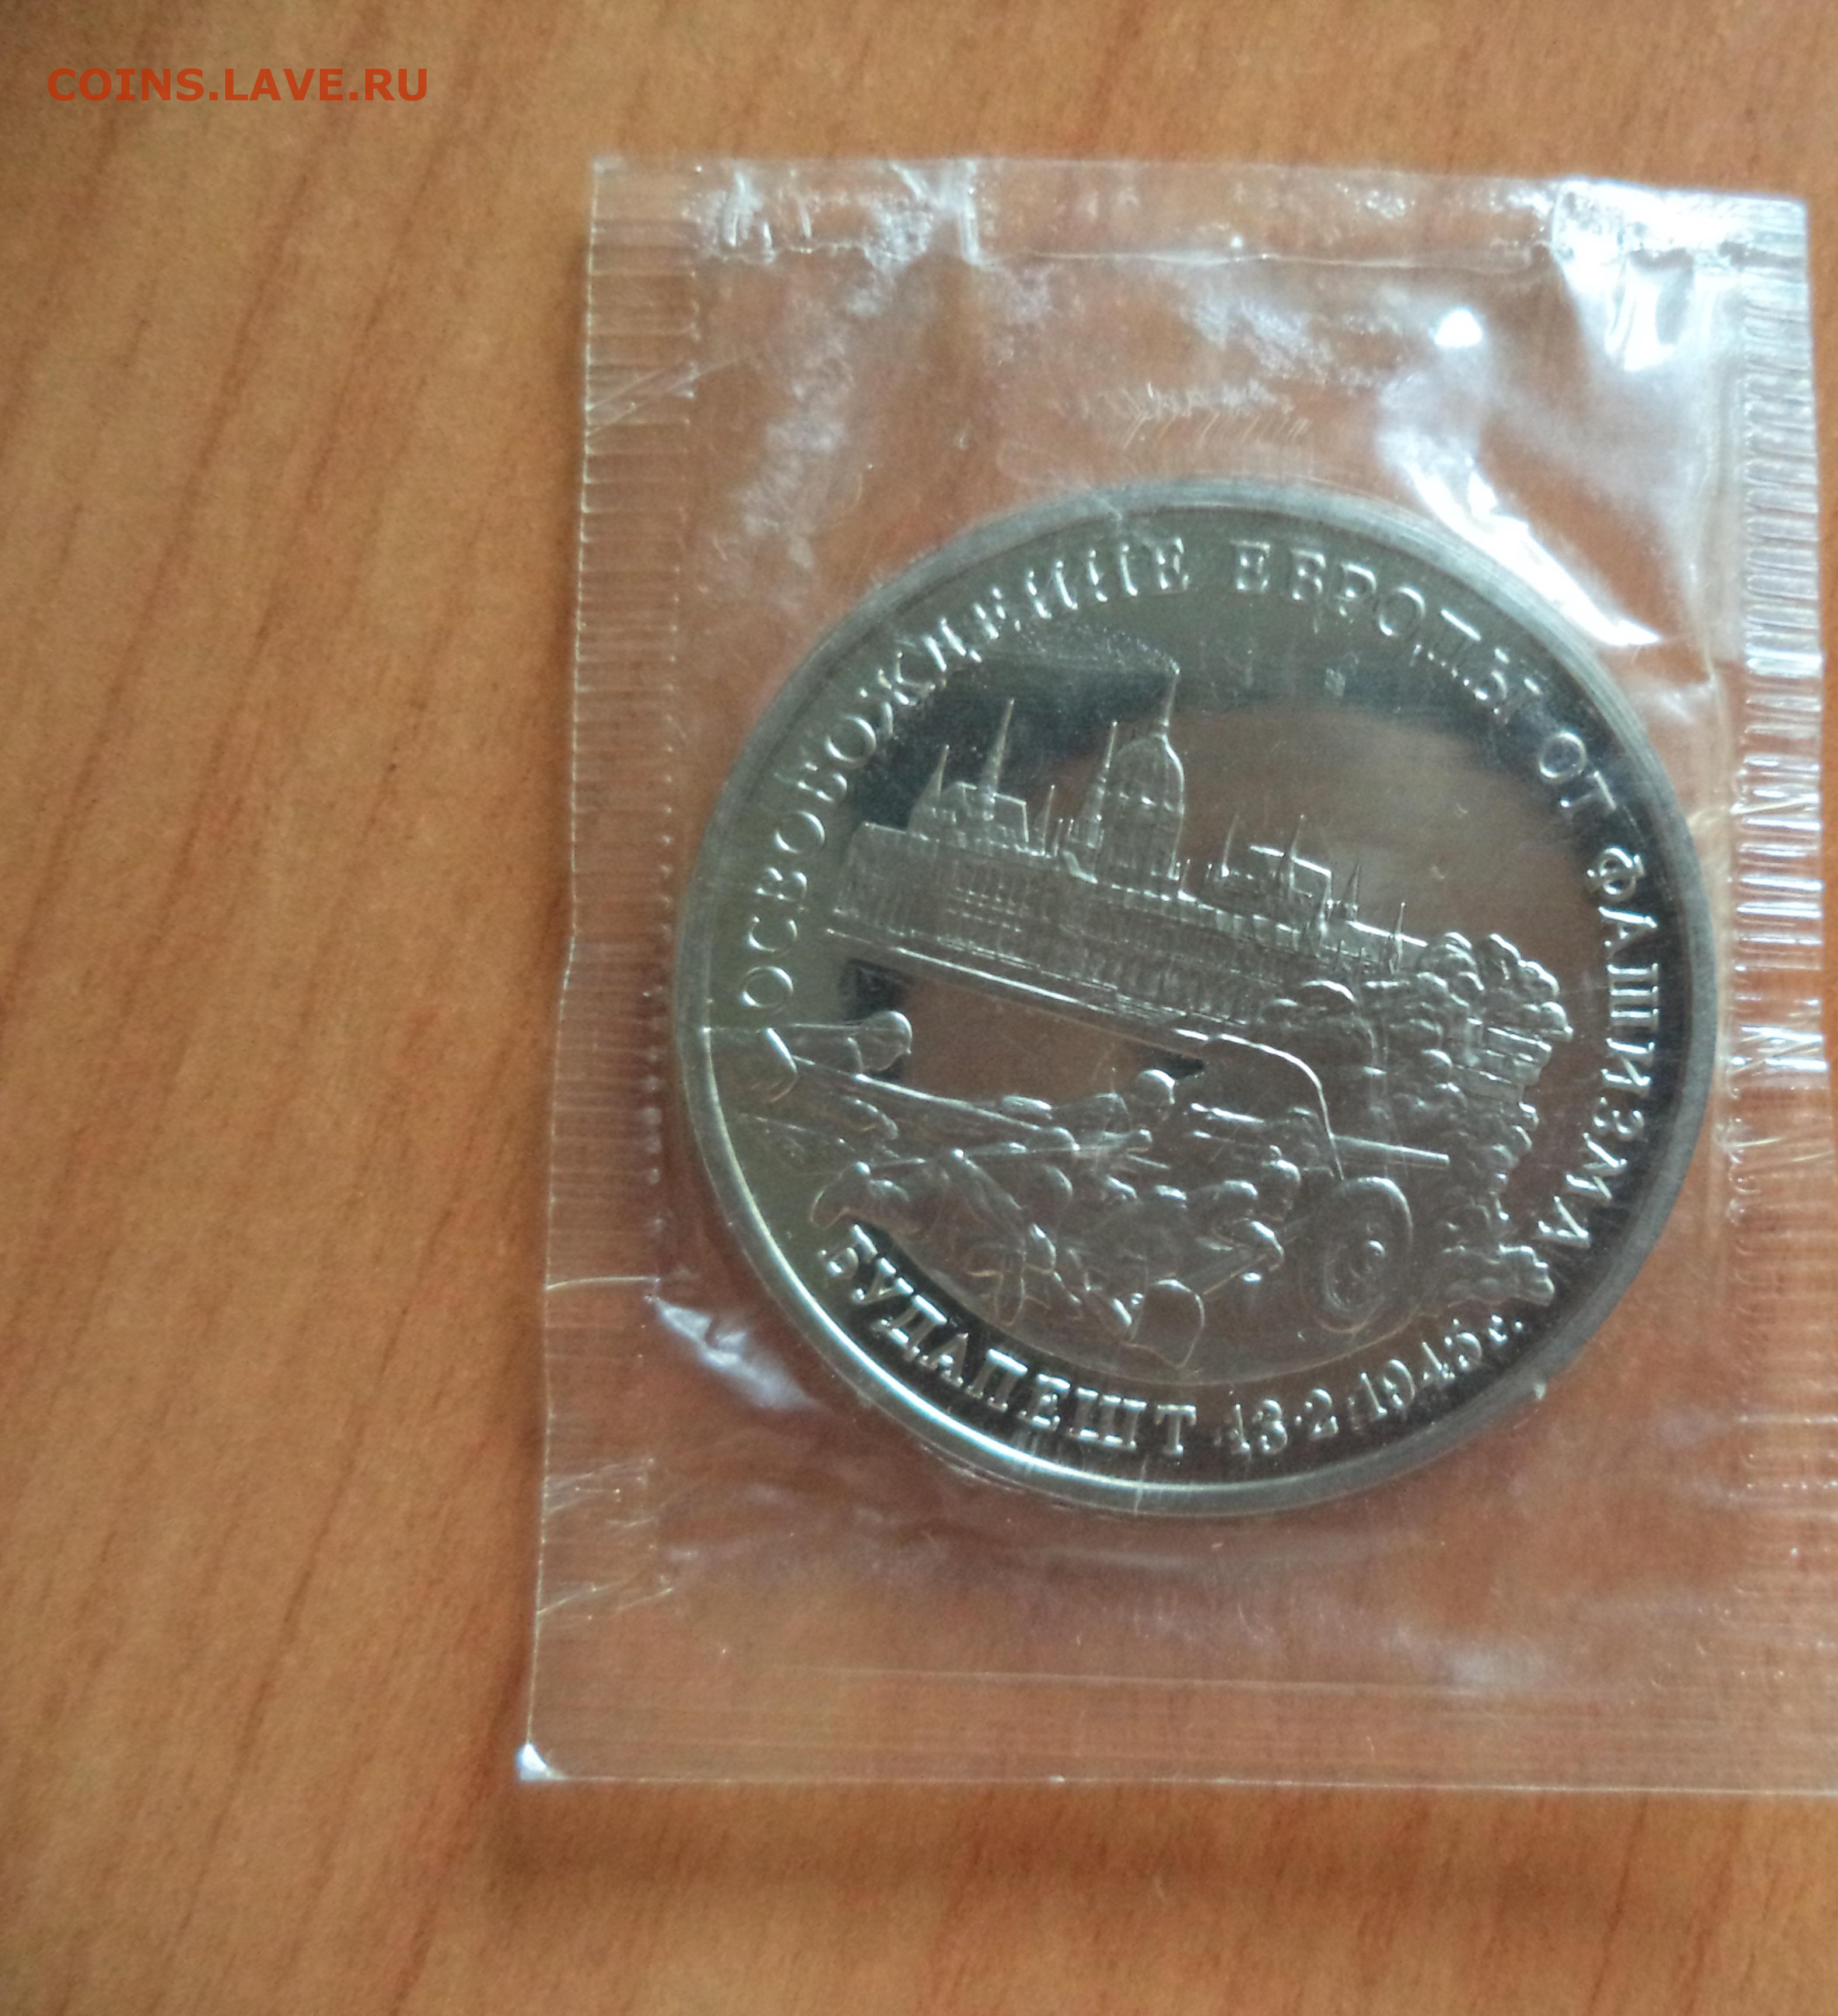 COINS.LAVE.RU
ОСВОБОЖДЕНИЕ ЕВРОПЫ ОТ ФАШИЗМА
БУДАПЕШТ 13·2·1945 г.